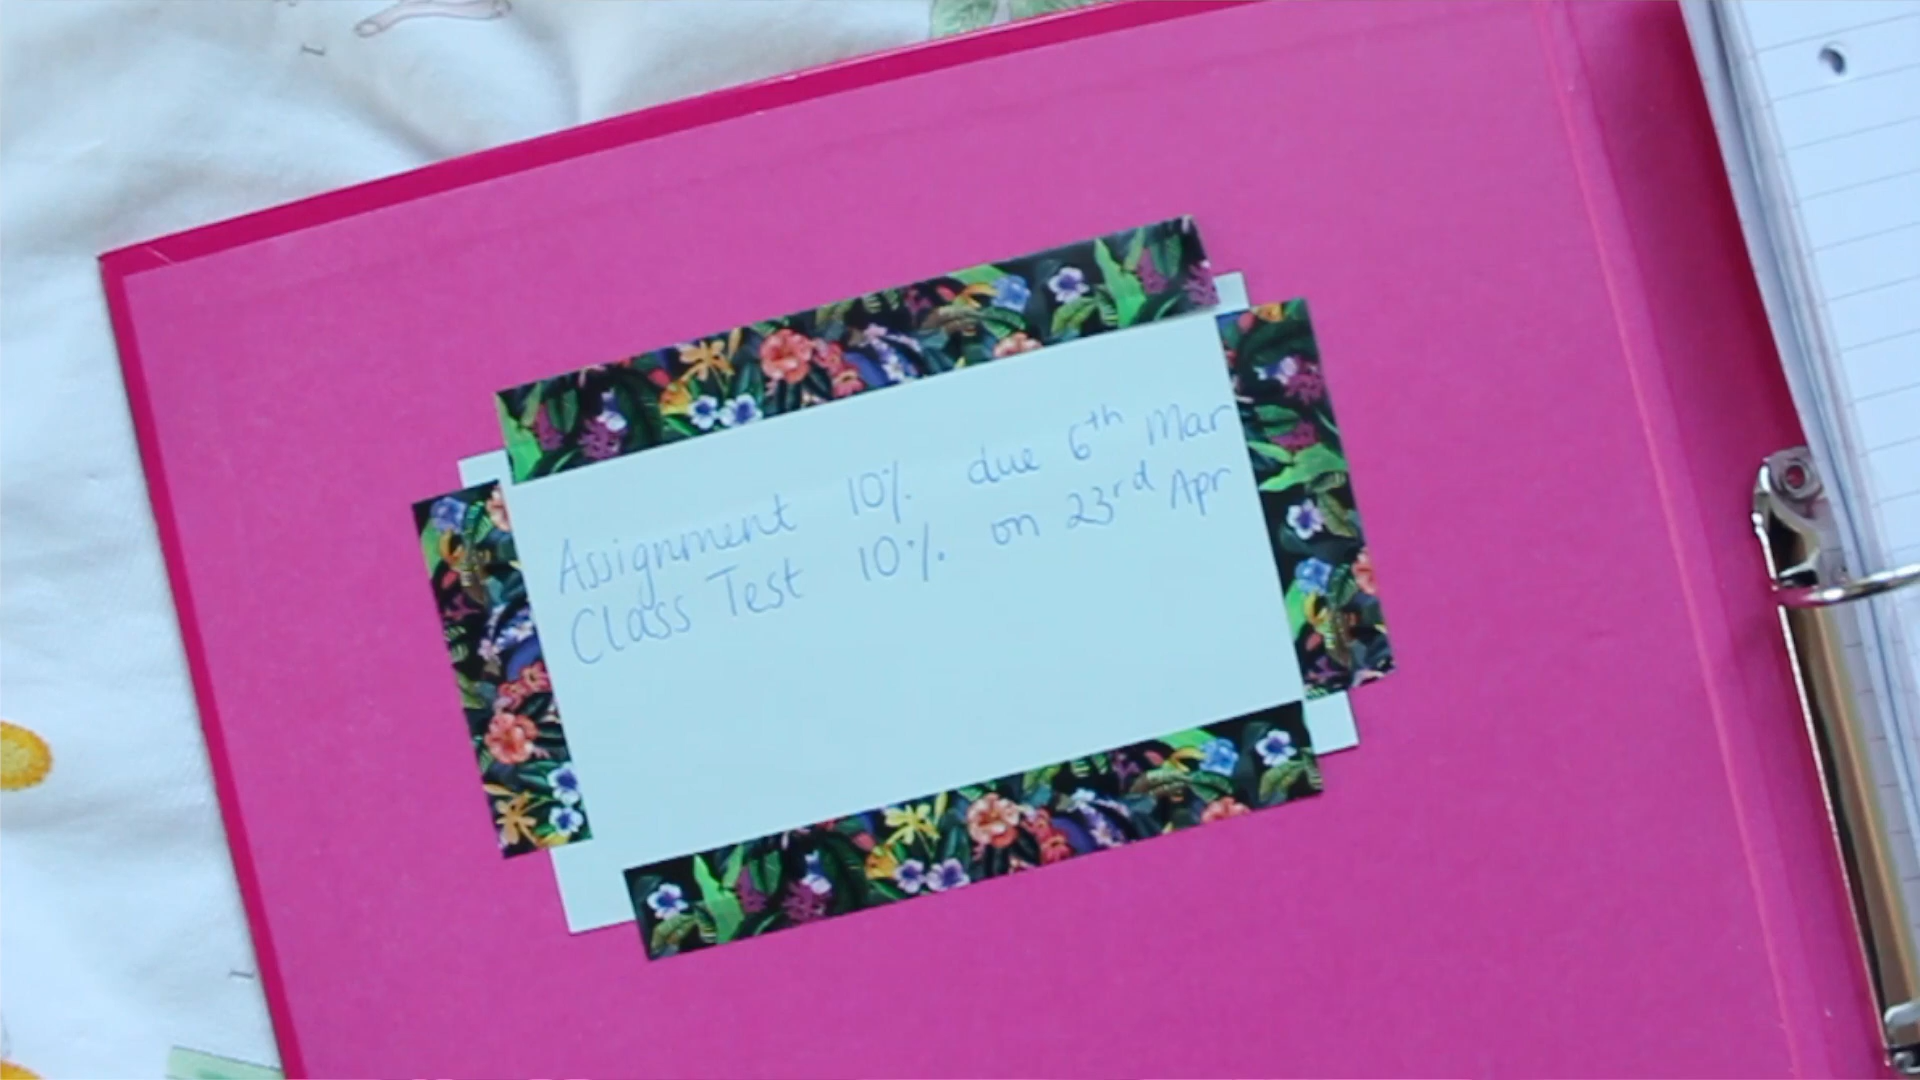 Assignment 10% due 6th Mar
Class Test 10% on 23rd Apr